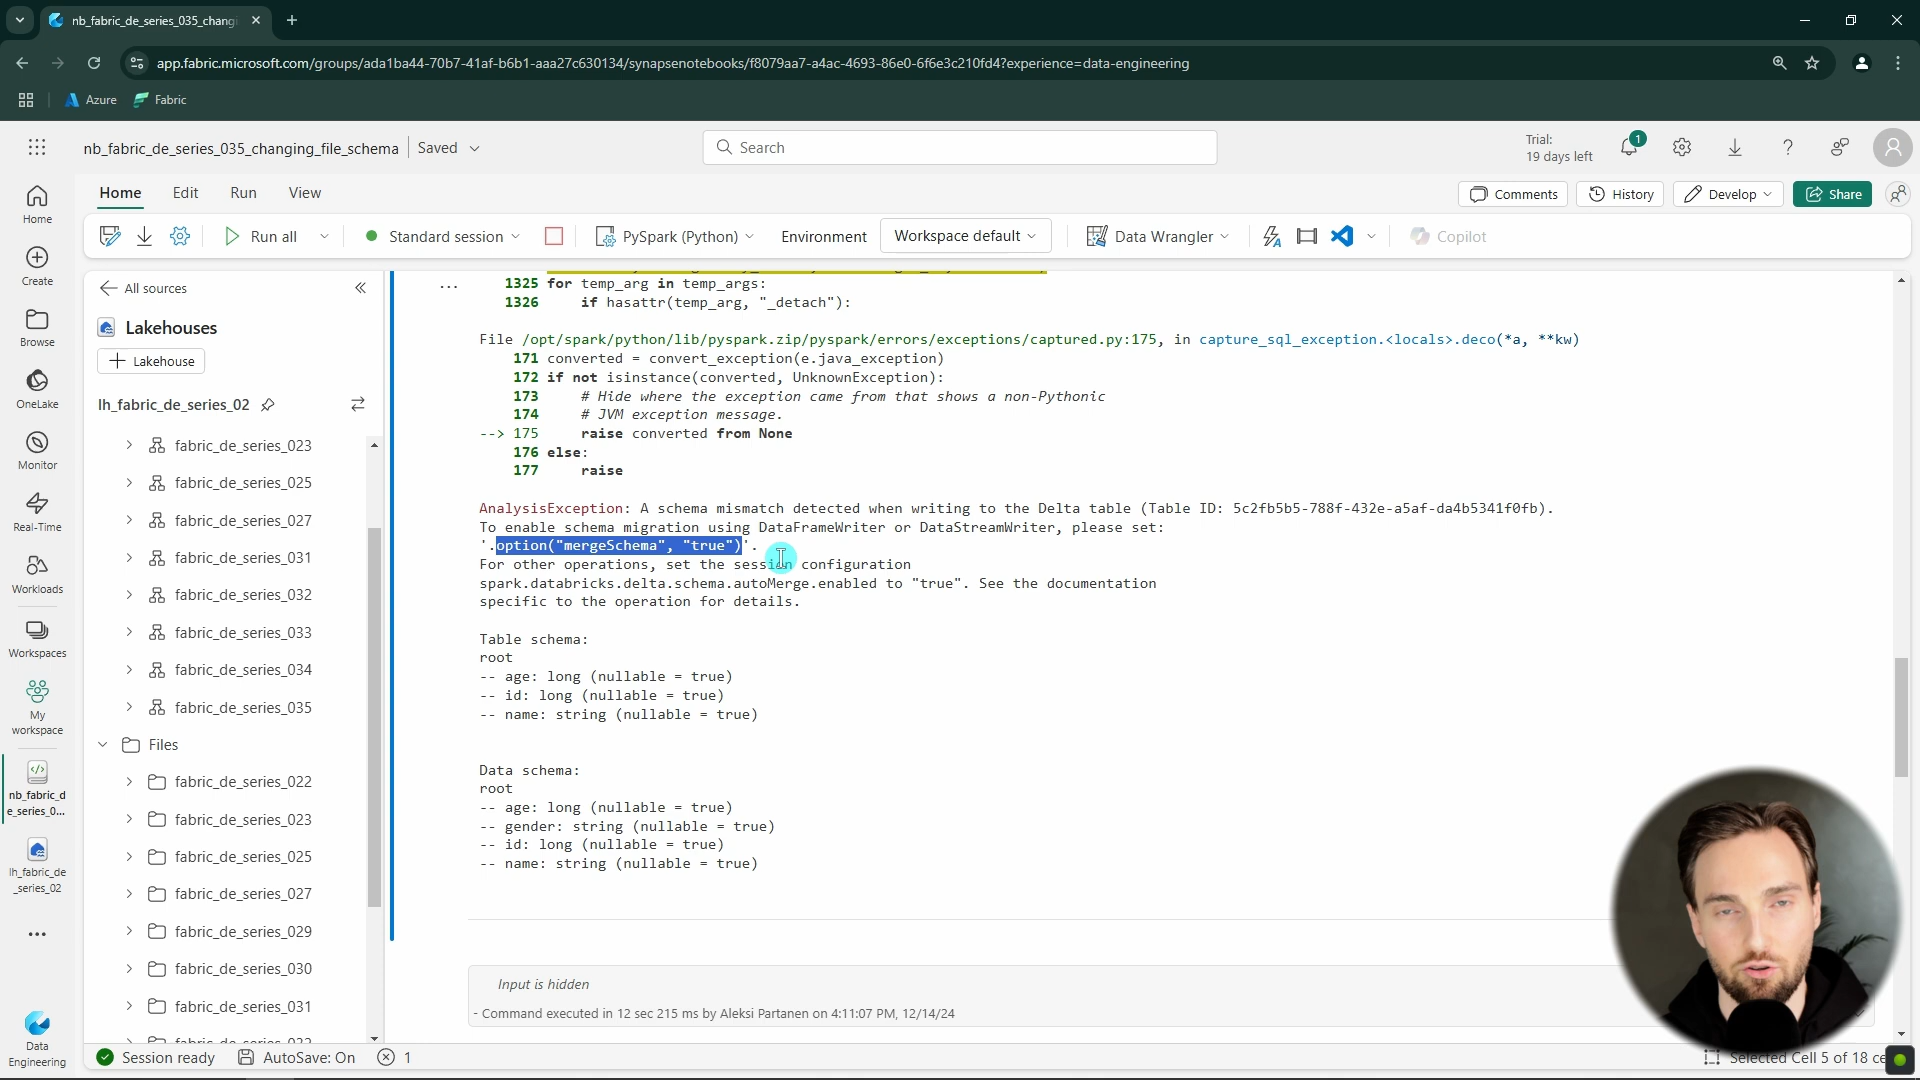 nb_fabric_de_series_035_chang
app.fabric.microsoft.com/groups/ada1ba44-70b7-41af-b6b1-aaa27c630134/synapsenotebooks/f8079aa7-a4ac-4693-86e0-6f6e3c210fd4?experience=data-engineering
Azure
Fabric
nb_fabric_de_series_035_changing_file_schema
Saved
Search
Trial:
19 days left
1
Home
Edit
Run
View
Comments
History
Develop
Share
Run all
Standard session
PySpark (Python)
Environment
Workspace default
Data Wrangler
Copilot
Home
Create
Browse
OneLake
Monitor
Real-Time
Workloads
Workspaces
My
workspace
nb_fabric_d
e_series_0...
lh_fabric_de
_series_02
Data
Engineering
All sources
Lakehouses
Lakehouse
lh_fabric_de_series_02
fabric_de_series_023
fabric_de_series_025
fabric_de_series_027
fabric_de_series_031
fabric_de_series_032
fabric_de_series_033
fabric_de_series_034
fabric_de_series_035
Files
fabric_de_series_022
fabric_de_series_023
fabric_de_series_025
fabric_de_series_027
fabric_de_series_029
fabric_de_series_030
fabric_de_series_031
1325 for temp_arg in temp_args:
1326     if hasattr(temp_arg, "_detach"):
File /opt/spark/python/lib/pyspark.zip/pyspark/errors/exceptions/captured.py:175, in capture_sql_exception.<locals>.deco(*a, **kw)
171 converted = convert_exception(e.java_exception)
172 if not isinstance(converted, UnknownException):
173     # Hide where the exception came from that shows a non-Pythonic
174     # JVM exception message.
--> 175     raise converted from None
176 else:
177     raise
AnalysisException: A schema mismatch detected when writing to the Delta table (Table ID: 5c2fb5b5-788f-432e-a5af-da4b5341f0fb).
To enable schema migration using DataFrameWriter or DataStreamWriter, please set:
'.option("mergeSchema", "true")'.
For other operations, set the session configuration
spark.databricks.delta.schema.autoMerge.enabled to "true". See the documentation
specific to the operation for details.
Table schema:
root
-- age: long (nullable = true)
-- id: long (nullable = true)
-- name: string (nullable = true)
Data schema:
root
-- age: long (nullable = true)
-- gender: string (nullable = true)
-- id: long (nullable = true)
-- name: string (nullable = true)
Input is hidden
- Command executed in 12 sec 215 ms by Aleksi Partanen on 4:11:07 PM, 12/14/24
Session ready
AutoSave: On
1
Selected Cell 5 of 18 ce